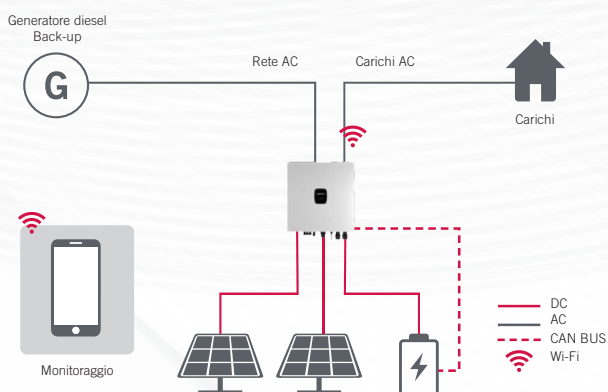 Generatore diesel
Back-up
G
Rete AC
Carichi AC
Carichi
Monitoraggio
DC
AC
CAN BUS
Wi-Fi